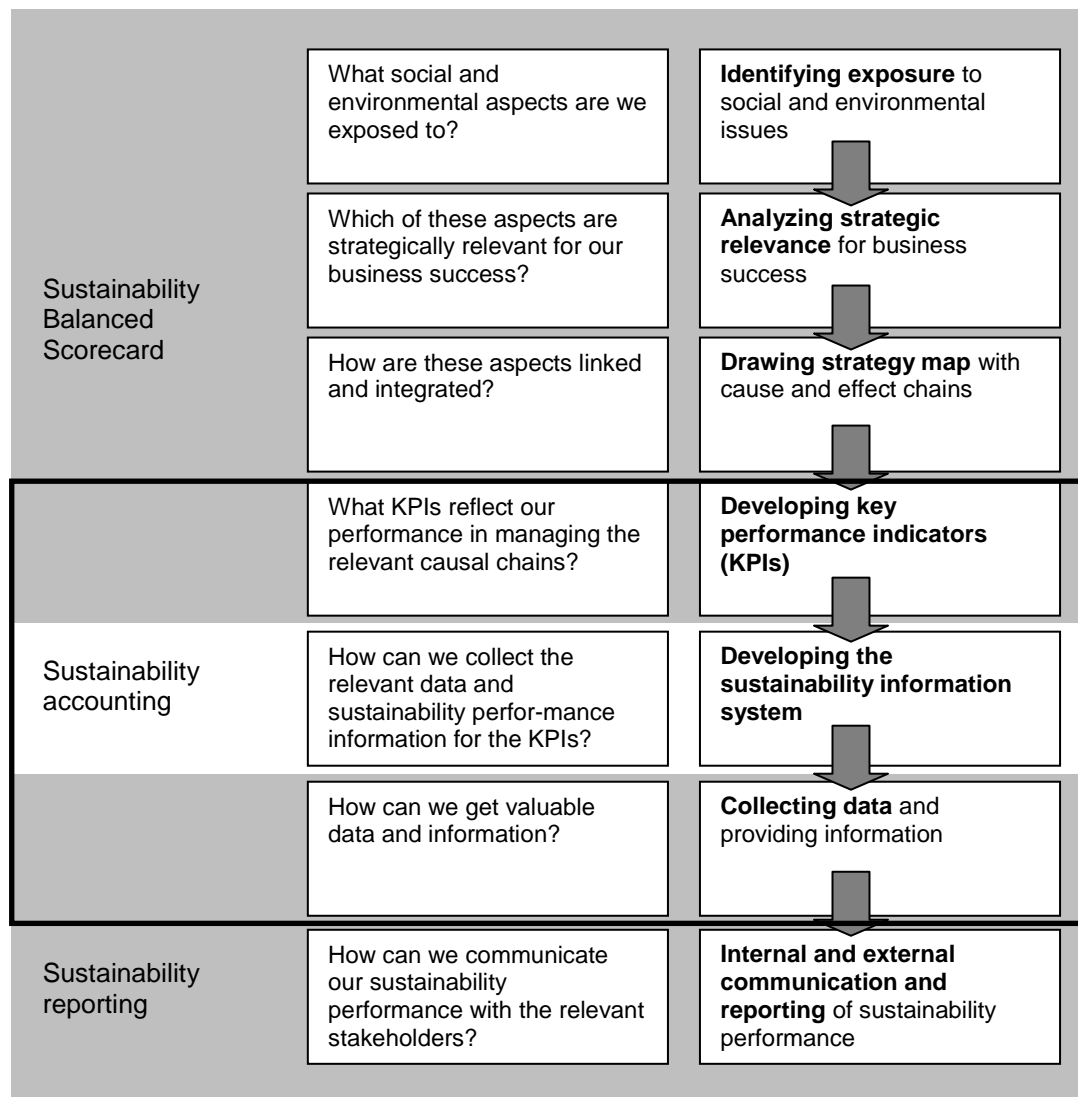 What social and
environmental aspects are we
exposed to?
Identifying exposure to
social and environmental
issues
Which of these aspects are
strategically relevant for our
business success?
Analyzing strategic
relevance for business
success
Sustainability
Balanced
Scorecard
How are these aspects linked
and integrated?
Drawing strategy map with
cause and effect chains
What KPIs reflect our
performance in managing the
relevant causal chains?
Developing key
performance indicators
(KPIs)
Sustainability
accounting
How can we collect the
relevant data and
sustainability perfor-mance
information for the KPIs?
Developing the
sustainability information
system
How can we get valuable
data and information?
Collecting data and
providing information
Sustainability
reporting
How can we communicate
our sustainability
performance with the relevant
stakeholders?
Internal and external
communication and
reporting of sustainability
performance